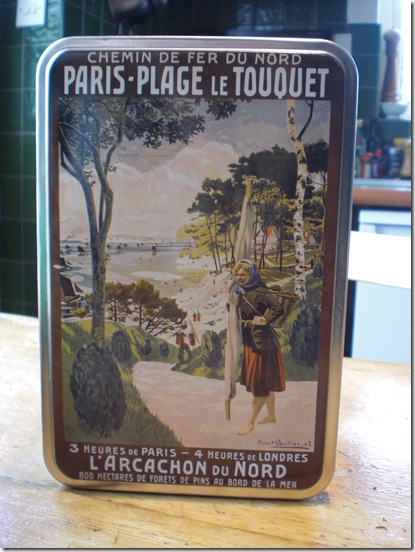 CHEMIN DE FER DU NORD
PARIS-PLAGE LE TOUQUET
3 HEURES DE PARIS - 4 HEURES DE LONDRES
L'ARCACHON DU NORD
800 HECTARES DE FORÊTS DE PINS AU BORD DE LA MER